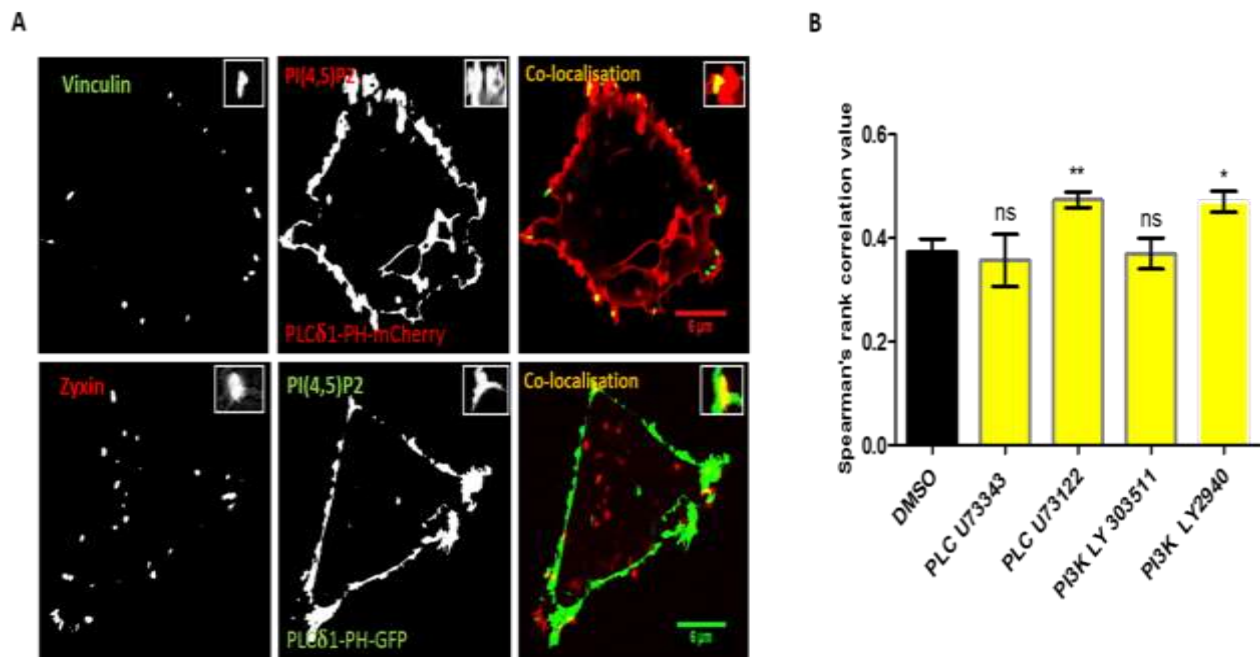 A
B
Vinculin
PI(4,5)P2
Co-localisation
PLCδ1-PH-mCherry
6 µm
Zyxin
PI(4,5)P2
Co-localisation
PLCδ1-PH-GFP
6 µm
Spearman's rank correlation value
0.6
0.4
0.2
0.0
ns
**
ns
*
DMSO
PLC U73343
PLC U73122
PI3K LY 303511
PI3K LY2940